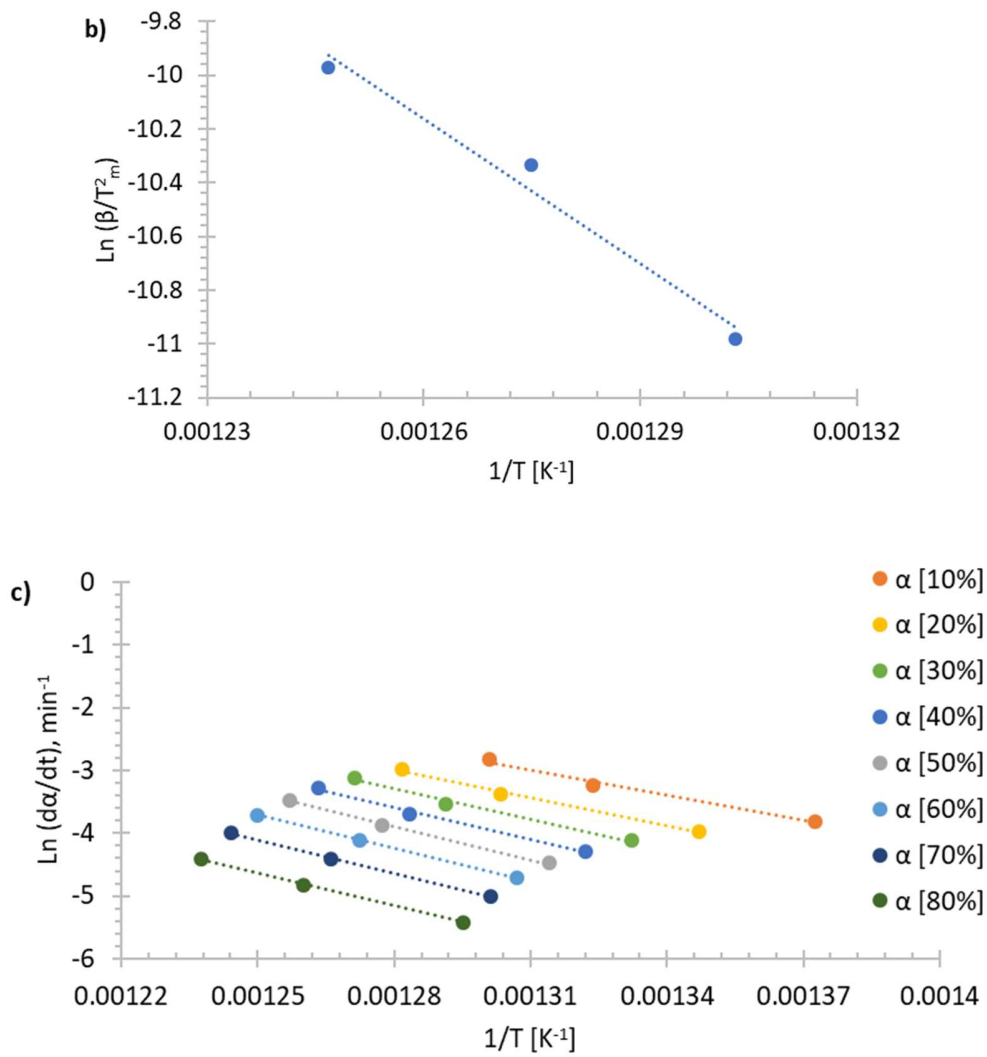 b)
-9.8
-10
-10.2
-10.4
-10.6
-10.8
-11
-11.2
Ln (β/T²ₘ)
0.00123 0.00126 0.00129 0.00132
1/T [K⁻¹]
c)
0
-1
-2
-3
-4
-5
-6
Ln (dα/dt), min⁻¹
0.00122 0.00125 0.00128 0.00131 0.00134 0.00137 0.0014
1/T [K⁻¹]
α [10%]
α [20%]
α [30%]
α [40%]
α [50%]
α [60%]
α [70%]
α [80%]